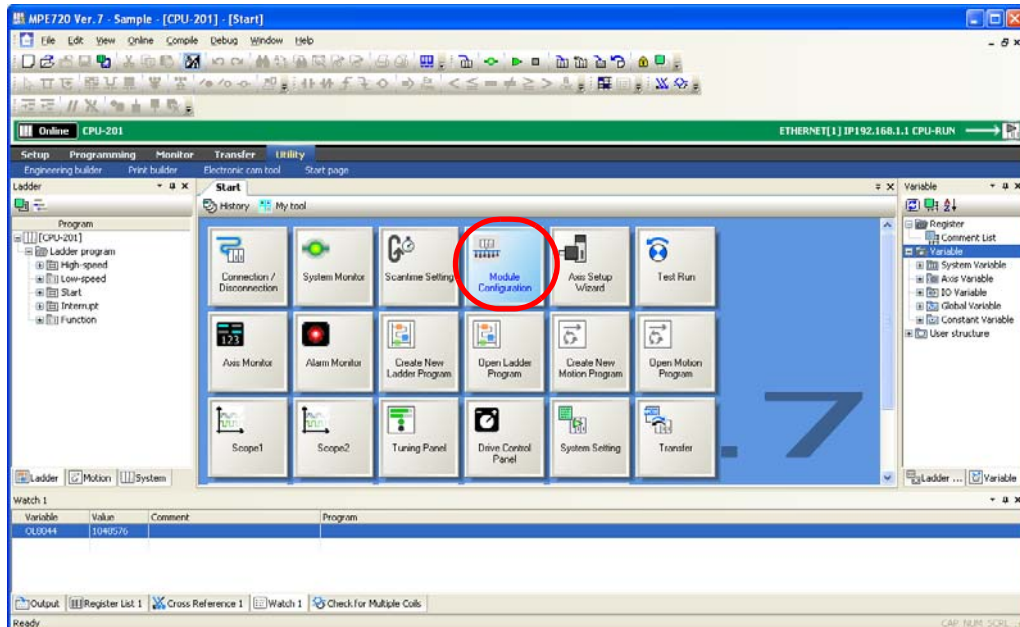 MPE720 Ver. 7 - Sample - [CPU-201] - [Start]
File Edit View Online Compile Debug Window Help
Online CPU-201 ETHERNET[1] IP192.168.1.1 CPU-RUN
Setup Programming Monitor Transfer Utility
Engineering builder Print builder Electronic cam tool Start page
Ladder
Program
[CPU-201]
Ladder program
High-speed
Low-speed
Start
Interrupt
Function
Ladder Motion System
Start
History My tool
Connection / Disconnection
System Monitor
Scantime Setting
Module Configuration
Axis Setup Wizard
Test Run
Axis Monitor
Alarm Monitor
Create New Ladder Program
Open Ladder Program
Create New Motion Program
Open Motion Program
Scope1
Scope2
Tuning Panel
Drive Control Panel
System Setting
Transfer
.7
Variable
Register
Comment List
Variable
System Variable
Axis Variable
IO Variable
Global Variable
Constant Variable
User structure
Ladder ... Variable
Watch 1
Variable Value Comment Program
OL8044 1048576
Output Register List 1 Cross Reference 1 Watch 1 Check for Multiple Coils
Ready CAP NUM SCRL